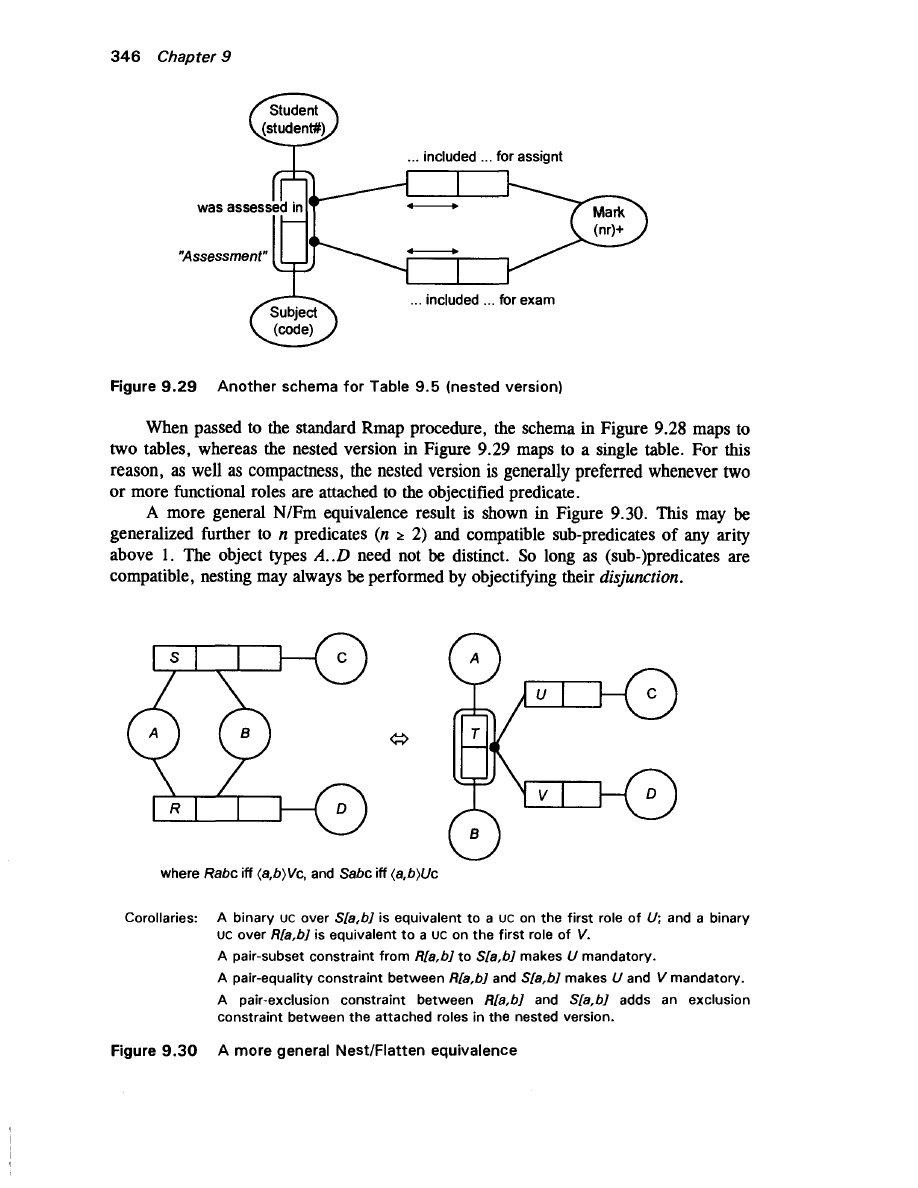 346 Chapter 9
Student
(student#)
... included ... for assignt
was assessed in
Mark
(nr)+
"Assessment"
... included ... for exam
Subject
(code)
Figure 9.29 Another schema for Table 9.5 (nested version)
When passed to the standard Rmap procedure, the schema in Figure 9.28 maps to
two tables, whereas the nested version in Figure 9.29 maps to a single table. For this
reason, as well as compactness, the nested version is generally preferred whenever two
or more functional roles are attached to the objectified predicate.
A more general N/Fm equivalence result is shown in Figure 9.30. This may be
generalized further to n predicates (n ≥ 2) and compatible sub-predicates of any arity
above 1. The object types A..D need not be distinct. So long as (sub-)predicates are
compatible, nesting may always be performed by objectifying their disjunction.
S
C
A
U
C
A
B
⇔
T
R
D
V
D
B
where Rabc iff ⟨a,b⟩Vc, and Sabc iff ⟨a,b⟩Uc
Corollaries: A binary UC over S[a,b] is equivalent to a UC on the first role of U; and a binary
UC over R[a,b] is equivalent to a UC on the first role of V.
A pair-subset constraint from R[a,b] to S[a,b] makes U mandatory.
A pair-equality constraint between R[a,b] and S[a,b] makes U and V mandatory.
A pair-exclusion constraint between R[a,b] and S[a,b] adds an exclusion
constraint between the attached roles in the nested version.
Figure 9.30 A more general Nest/Flatten equivalence